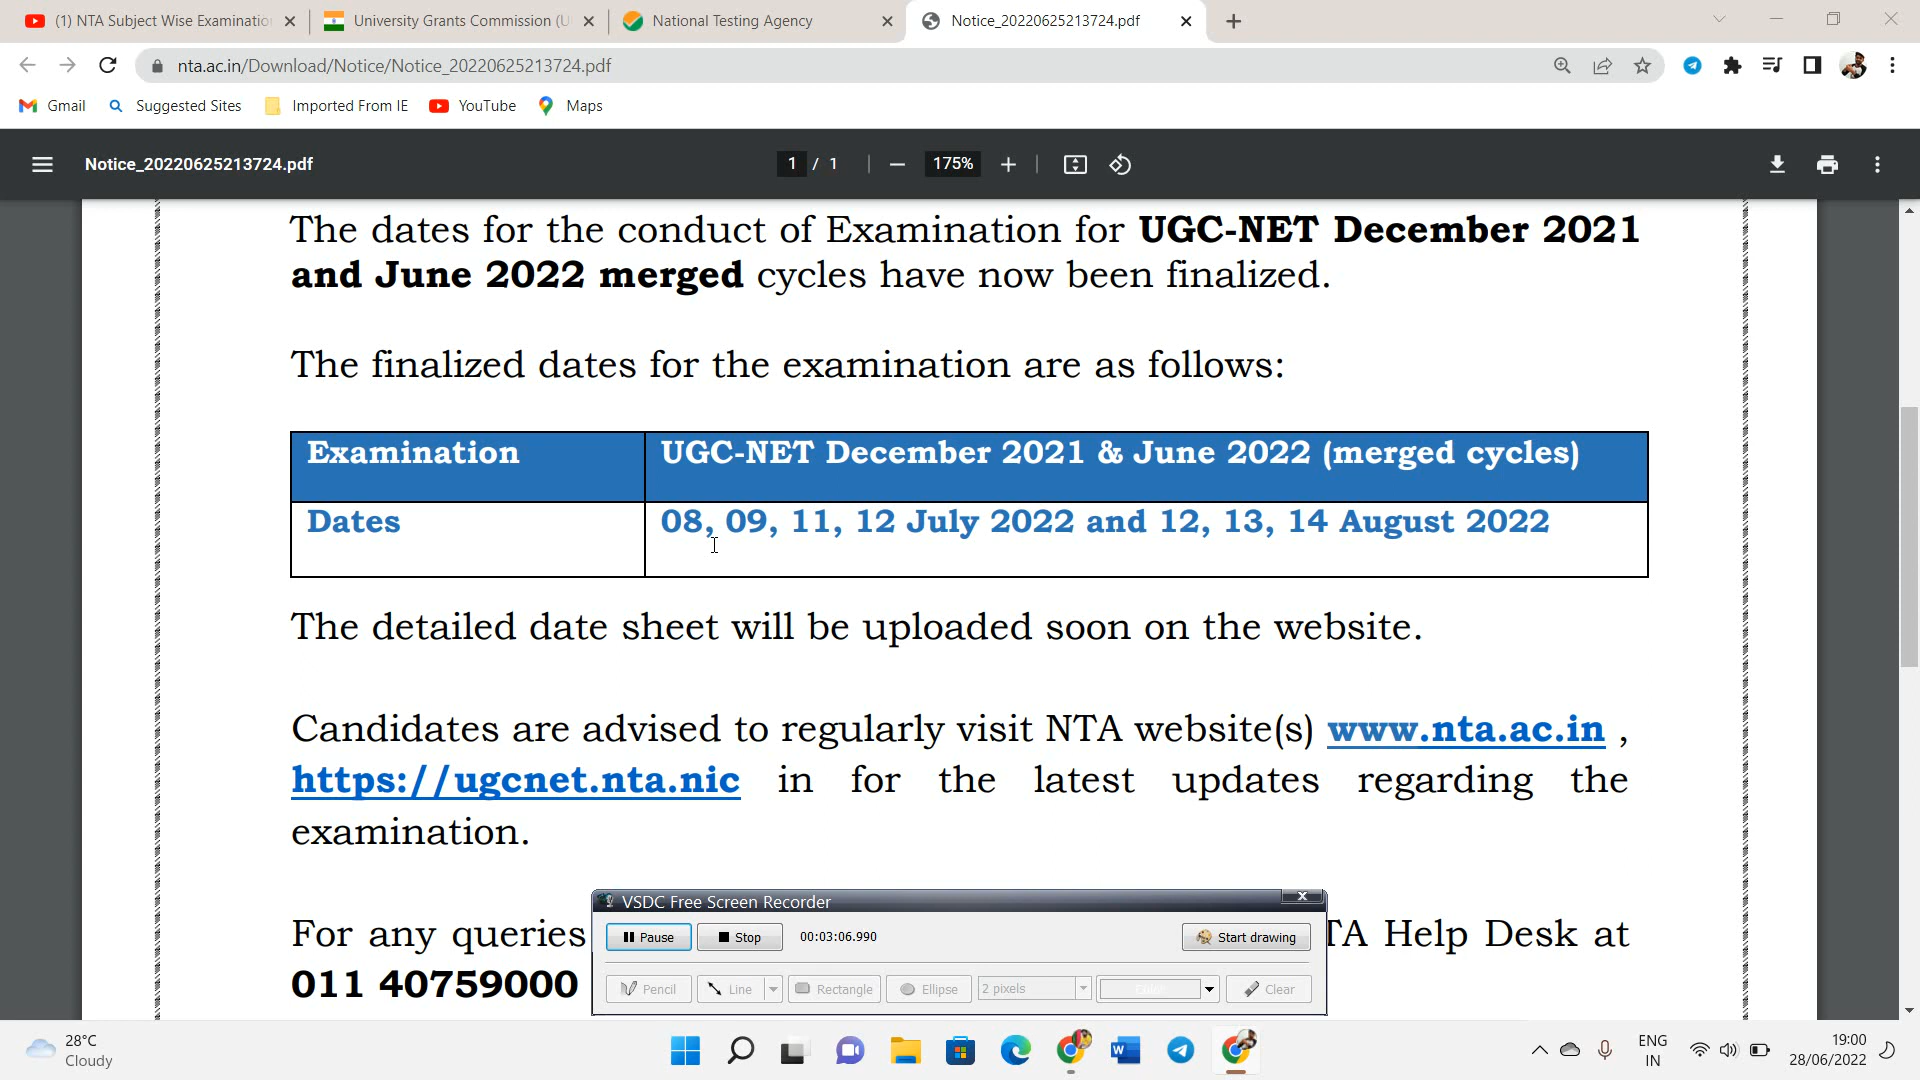 (1) NTA Subject Wise Examinatio
University Grants Commission (U
National Testing Agency
Notice_20220625213724.pdf
nta.ac.in/Download/Notice/Notice_20220625213724.pdf
Gmail Suggested Sites Imported From IE YouTube Maps
Notice_20220625213724.pdf 1 / 1 175%
The dates for the conduct of Examination for UGC-NET December 2021
and June 2022 merged cycles have now been finalized.
The finalized dates for the examination are as follows:
Examination UGC-NET December 2021 & June 2022 (merged cycles)
Dates 08, 09, 11, 12 July 2022 and 12, 13, 14 August 2022
The detailed date sheet will be uploaded soon on the website.
Candidates are advised to regularly visit NTA website(s) www.nta.ac.in ,
https://ugcnet.nta.nic in for the latest updates regarding the
examination.
VSDC Free Screen Recorder
For any queries TA Help Desk at
Pause Stop 00:03:06.990 Start drawing
011 40759000
Pencil Line Rectangle Ellipse 2 pixels Color Clear
28°C
Cloudy
ENG
IN
19:00
28/06/2022